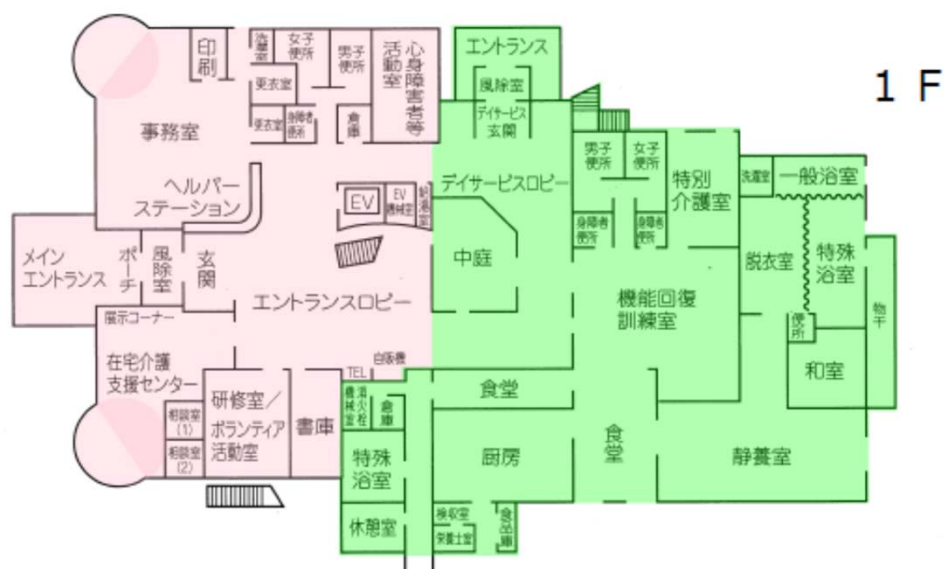 1 F
印刷
洗濯室
女子
便所
男子
便所
心身障害者等
活動室
更衣室
更衣室
身障者
便所
倉庫
事務室
ヘルパー
ステーション
EV
EV
機械室
メイン
エントランス
ポーチ
風除室
玄関
エントランスロビー
展示コーナー
在宅介護
支援センター
相談室
(1)
相談室
(2)
研修室/
ボランティア
活動室
書庫
自販機
TEL
エントランス
風除室
デイサービス
玄関
デイサービスロビー
中庭
男子
便所
女子
便所
身障者
便所
身障者
便所
特別
介護室
洗濯室
一般浴室
脱衣室
特殊
浴室
物干
便所
和室
機能回復
訓練室
食堂
食堂
消火栓
機械室
倉庫
特殊
浴室
休憩室
厨房
検収室
栄養士室
食品庫
静養室